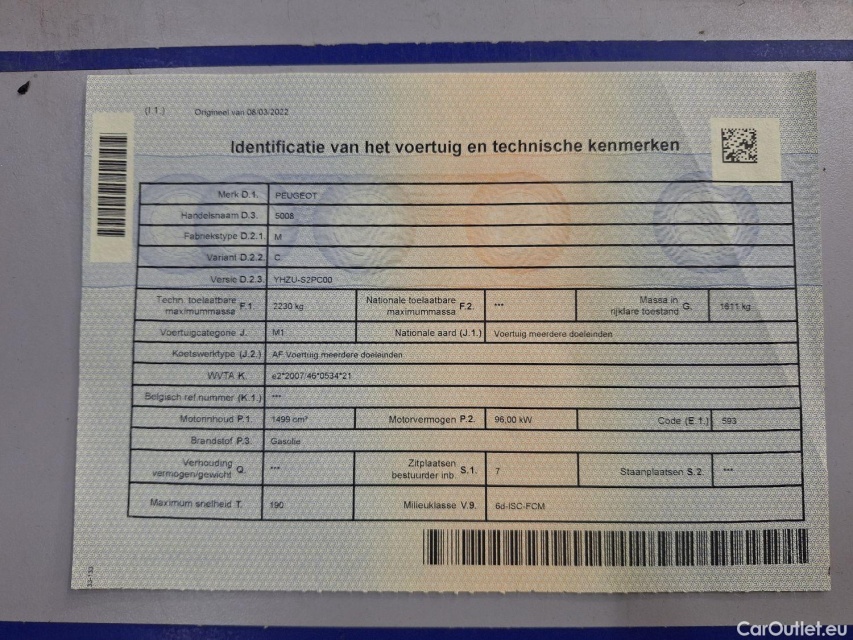 (I.1.) Origineel van 08/03/2022
Identificatie van het voertuig en technische kenmerken
Merk D.1. PEUGEOT
Handelsnaam D.3. 5008
Fabriekstype D.2.1. M
Variant D.2.2. C
Versie D.2.3. YHZU-S2PC00
Techn. toelaatbare maximummassa F.1. 2230 kg Nationale toelaatbare maximummassa F.2. *** Massa in rijklare toestand G. 1611 kg
Voertuigcategorie J. M1 Nationale aard (J.1.) Voertuig meerdere doeleinden
Koetswerktype (J.2.) AF Voertuig meerdere doeleinden
WVTA K. e2*2007/46*0534*21
Belgisch ref.nummer (K.1.) ***
Motorinhoud P.1. 1499 cm³ Motorvermogen P.2. 96,00 kW Code (E.1.) 593
Brandstof P.3. Gasolie
Verhouding vermogen/gewicht Q. *** Zitplaatsen bestuurder inb. S.1. 7 Staanplaatsen S.2. ***
Maximum snelheid T. 190 Milieuklasse V.9. 6d-ISC-FCM
CarOutlet.eu